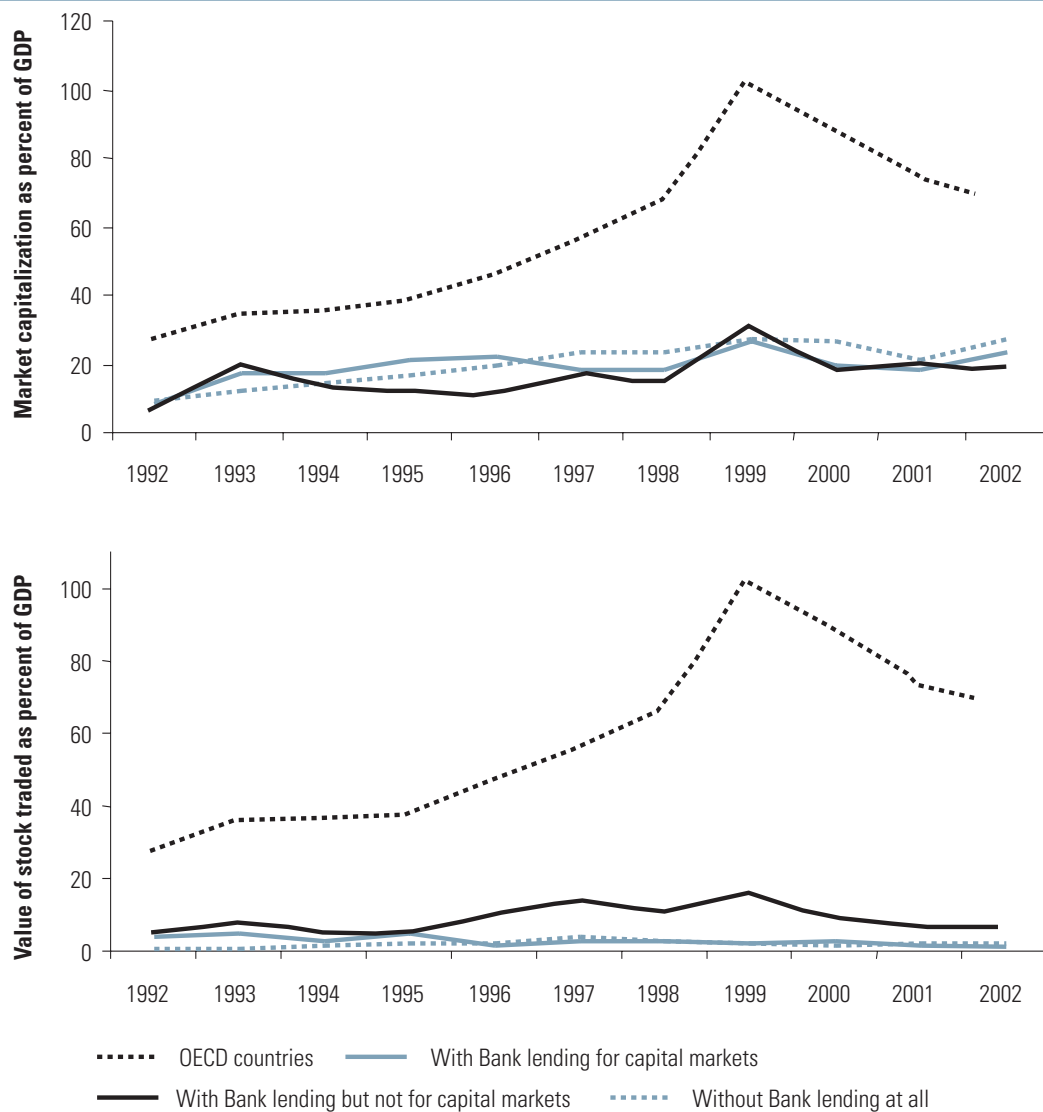 Market capitalization as percent of GDP
120
100
80
60
40
20
0
1992 1993 1994 1995 1996 1997 1998 1999 2000 2001 2002
Value of stock traded as percent of GDP
100
80
60
40
20
0
1992 1993 1994 1995 1996 1997 1998 1999 2000 2001 2002
OECD countries With Bank lending for capital markets
With Bank lending but not for capital markets Without Bank lending at all